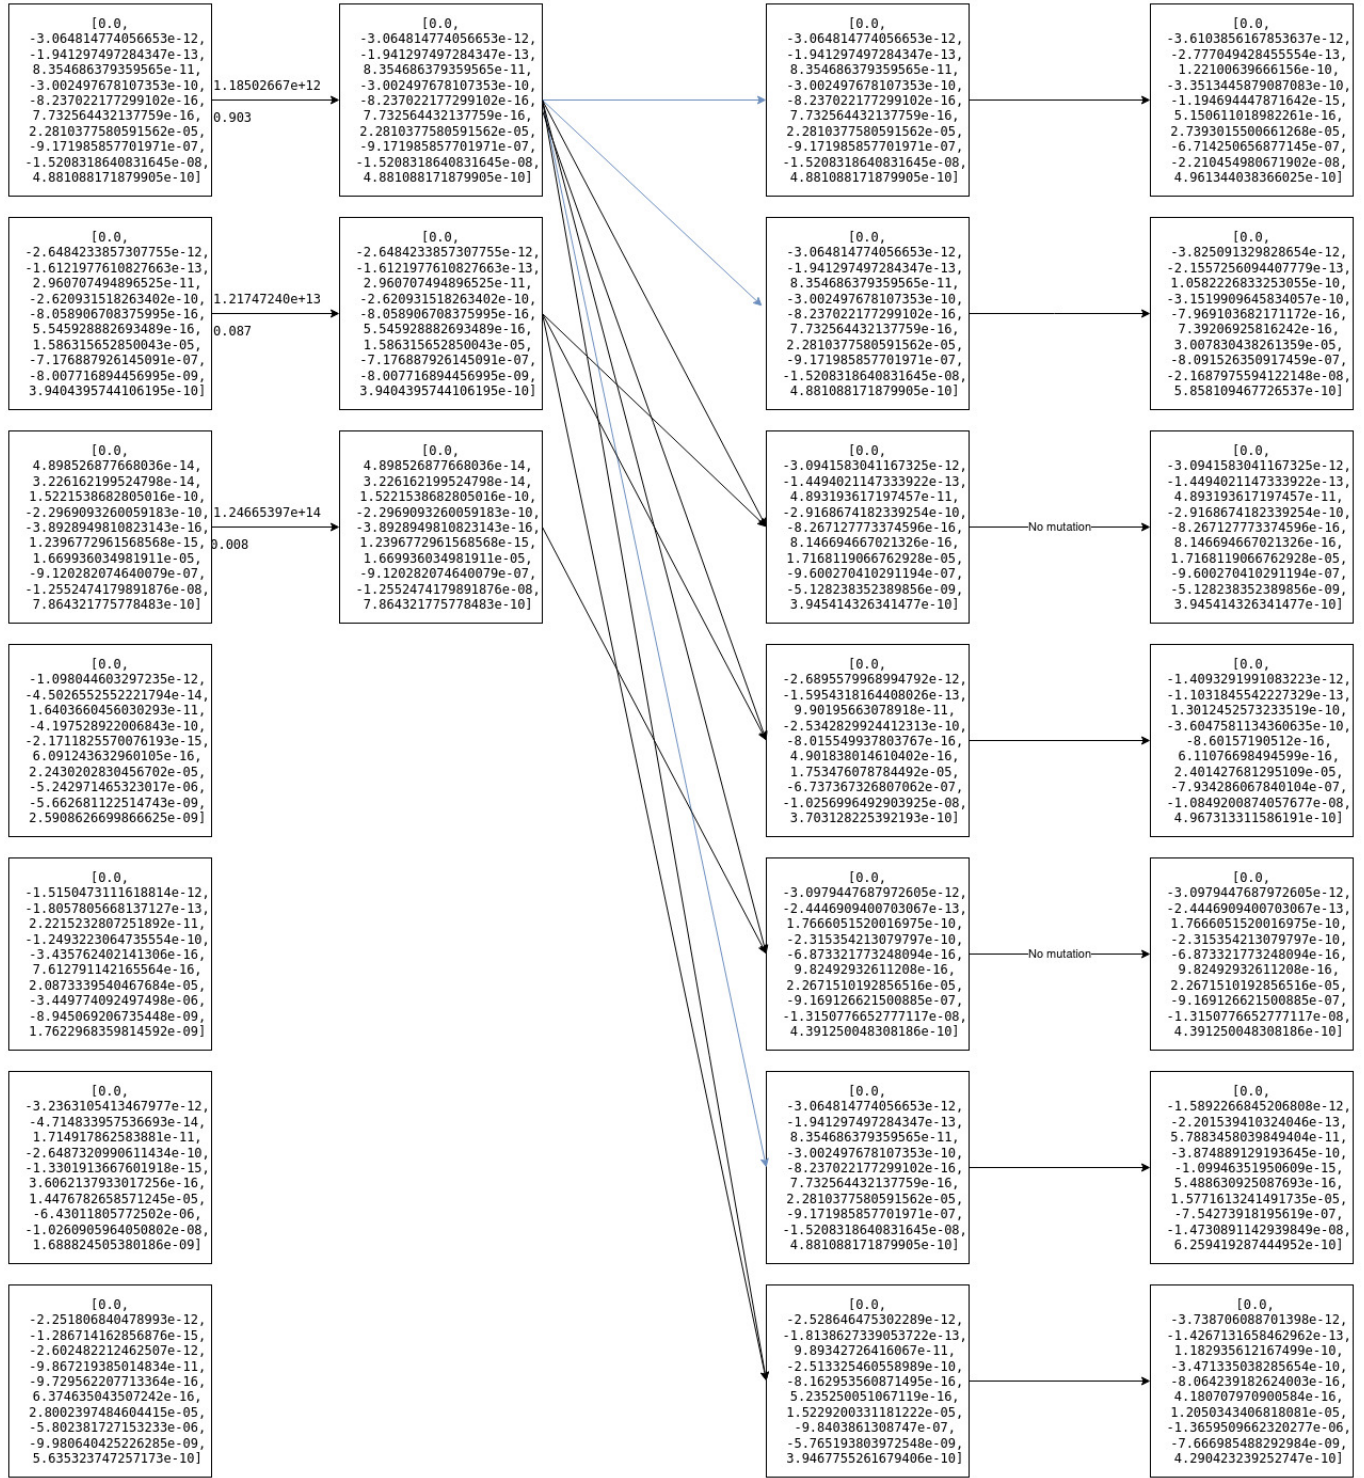 [0.0,
-3.064814774056653e-12,
-1.941297497284347e-13,
8.354686379359565e-11,
-3.002497678107353e-10,
-8.237022177299102e-16,
7.732564432137759e-16,
2.2810377580591562e-05,
-9.171985857701971e-07,
-1.5208318640831645e-08,
4.881088171879905e-10]
1.18502667e+12
0.903
[0.0,
-3.064814774056653e-12,
-1.941297497284347e-13,
8.354686379359565e-11,
-3.002497678107353e-10,
-8.237022177299102e-16,
7.732564432137759e-16,
2.2810377580591562e-05,
-9.171985857701971e-07,
-1.5208318640831645e-08,
4.881088171879905e-10]
[0.0,
-3.064814774056653e-12,
-1.941297497284347e-13,
8.354686379359565e-11,
-3.002497678107353e-10,
-8.237022177299102e-16,
7.732564432137759e-16,
2.2810377580591562e-05,
-9.171985857701971e-07,
-1.5208318640831645e-08,
4.881088171879905e-10]
[0.0,
-3.6103856167853637e-12,
-2.777049428455554e-13,
1.221006396661 56e-10,
-3.3513445879087083e-10,
-1.194694447871642e-15,
5.150611018982261e-16,
2.7393015500661268e-05,
-6.714250656877145e-07,
-2.210454980671902e-08,
4.961344038366025e-10]
[0.0,
-2.6484233857307755e-12,
-1.6121977610827663e-13,
2.960707494896525e-11,
-2.620931518263402e-10,
-8.058906708375995e-16,
5.545928882693489e-16,
1.586315652850043e-05,
-7.176887926145091e-07,
-8.007716894456995e-09,
3.9404395744106195e-10]
1.21747240e+13
0.087
[0.0,
-2.6484233857307755e-12,
-1.6121977610827663e-13,
2.960707494896525e-11,
-2.620931518263402e-10,
-8.058906708375995e-16,
5.545928882693489e-16,
1.586315652850043e-05,
-7.176887926145091e-07,
-8.007716894456995e-09,
3.9404395744106195e-10]
[0.0,
-3.064814774056653e-12,
-1.941297497284347e-13,
8.354686379359565e-11,
-3.002497678107353e-10,
-8.237022177299102e-16,
7.732564432137759e-16,
2.2810377580591562e-05,
-9.171985857701971e-07,
-1.5208318640831645e-08,
4.881088171879905e-10]
[0.0,
-3.825091329828654e-12,
-2.1557256094407779e-13,
1.0582226833253055e-10,
-3.1519909645834057e-10,
-7.969103682171172e-16,
7.39206925816242e-16,
3.007830438261359e-05,
-8.091526350917459e-07,
-2.1687975594122148e-08,
5.858109467726537e-10]
[0.0,
4.898526877668036e-14,
3.226162199524798e-14,
1.5221538682805016e-10,
-2.2969093260059183e-10,
-3.8928949810823143e-16,
1.2396772961568568e-15,
1.669936034981911e-05,
-9.120282074640079e-07,
-1.2552474179891876e-08,
7.864321775778483e-10]
1.24665397e+14
0.008
[0.0,
4.898526877668036e-14,
3.226162199524798e-14,
1.5221538682805016e-10,
-2.2969093260059183e-10,
-3.8928949810823143e-16,
1.2396772961568568e-15,
1.669936034981911e-05,
-9.120282074640079e-07,
-1.2552474179891876e-08,
7.864321775778483e-10]
[0.0,
-3.0941583041167325e-12,
-1.4494021147333922e-13,
4.893193617197457e-11,
-2.9168674182339254e-10,
-8.267127773374596e-16,
8.146694667021326e-16,
1.7168119066762928e-05,
-9.600270410291194e-07,
-5.128238352389856e-09,
3.945414326341477e-10]
No mutation
[0.0,
-3.0941583041167325e-12,
-1.4494021147333922e-13,
4.893193617197457e-11,
-2.9168674182339254e-10,
-8.267127773374596e-16,
8.146694667021326e-16,
1.7168119066762928e-05,
-9.600270410291194e-07,
-5.128238352389856e-09,
3.945414326341477e-10]
[0.0,
-1.098044603297235e-12,
-4.5026552552221794e-14,
1.6403660456030293e-11,
-4.197528922006843e-10,
-2.1711825570076193e-15,
6.091243632960105e-16,
2.2430202830456702e-05,
-5.242971465323017e-06,
-5.662681122514743e-09,
2.5908626699866625e-09]
[0.0,
-2.6895579968994792e-12,
-1.5954318164408026e-13,
9.90195663078918e-11,
-2.5342829924412313e-10,
-8.015549937803767e-16,
4.901838014610402e-16,
1.753476078784492e-05,
-6.737367326807062e-07,
-1.0256996492903925e-08,
3.703128225392193e-10]
[0.0,
-1.4093291991083223e-12,
-1.1031845542227329e-13,
1.3012452573233519e-10,
-3.6047581134360635e-10,
-8.60157190512e-16,
6.11076698494599e-16,
2.401427681295109e-05,
-7.934286067840104e-07,
-1.0849200874057677e-08,
4.967313311586191e-10]
[0.0,
-1.5150473111618814e-12,
-1.8057805668137127e-13,
2.2215232807251892e-11,
-1.2493223064735554e-10,
-3.435762402141306e-16,
7.612791142165564e-16,
2.0873339540467684e-05,
-3.449774092497498e-06,
-8.945069206735448e-09,
1.7622968359814592e-09]
[0.0,
-3.0979447687972605e-12,
-2.4446909400703067e-13,
1.7666051520016975e-10,
-2.315354213079797e-10,
-6.873321773248094e-16,
9.82492932611208e-16,
2.2671510192856516e-05,
-9.169126621500885e-07,
-1.3150776652777117e-08,
4.391250048308186e-10]
No mutation
[0.0,
-3.0979447687972605e-12,
-2.4446909400703067e-13,
1.7666051520016975e-10,
-2.315354213079797e-10,
-6.873321773248094e-16,
9.82492932611208e-16,
2.2671510192856516e-05,
-9.169126621500885e-07,
-1.3150776652777117e-08,
4.391250048308186e-10]
[0.0,
-3.2363105413467977e-12,
-4.714833957536693e-14,
1.714917862583881e-11,
-2.6487320990611434e-10,
-1.3301913667601918e-15,
3.6062137933017256e-16,
1.4476782658571245e-05,
-6.43011805772502e-06,
-1.0260905964050802e-08,
1.688824505380186e-09]
[0.0,
-3.064814774056653e-12,
-1.941297497284347e-13,
8.354686379359565e-11,
-3.002497678107353e-10,
-8.237022177299102e-16,
7.732564432137759e-16,
2.2810377580591562e-05,
-9.171985857701971e-07,
-1.5208318640831645e-08,
4.881088171879905e-10]
[0.0,
-1.5892266845206808e-12,
-2.201539410324046e-13,
5.7883458039849404e-11,
-3.874889129193645e-10,
-1.09946351950609e-15,
5.488630925087693e-16,
1.5771613241491735e-05,
-7.54273918195619e-07,
-1.4730891142939849e-08,
6.259419287444952e-10]
[0.0,
-2.251806840478993e-12,
-1.286714162856876e-15,
-2.602482212462507e-12,
-9.867219385014834e-11,
-9.729562207713364e-16,
6.374635043507242e-16,
2.8002397484604415e-05,
-5.802381727153233e-06,
-9.980640425226285e-09,
5.635323747257173e-10]
[0.0,
-2.528646475302289e-12,
-1.8138627339053722e-13,
9.89342726416067e-11,
-2.513325460558989e-10,
-8.162953560871495e-16,
5.235250051067119e-16,
1.5229200331181222e-05,
-9.84038613087​47e-07,
-5.765193803972548e-09,
3.9467755261679406e-10]
[0.0,
-3.738706088701398e-12,
-1.4267131658462962e-13,
1.182935612167499e-10,
-3.471335038285654e-10,
-8.064239182624003e-16,
4.180707970900584e-16,
1.2050343406818081e-05,
-1.3659509662320277e-06,
-7.666985488292984e-09,
4.290423239252747e-10]